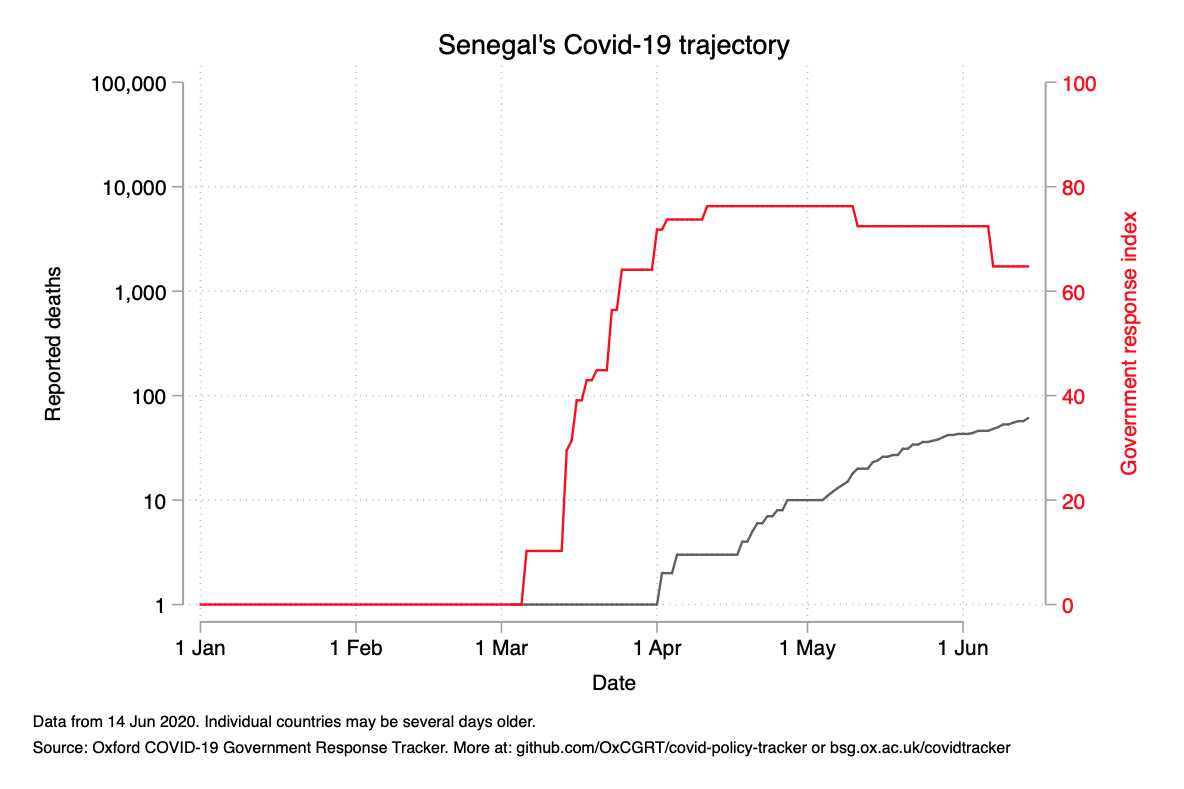 Senegal's Covid-19 trajectory
100,000
10,000
1,000
100
10
1
Reported deaths
100
80
60
40
20
0
Government response index
1 Jan 1 Feb 1 Mar 1 Apr 1 May 1 Jun
Date
Data from 14 Jun 2020. Individual countries may be several days older.
Source: Oxford COVID-19 Government Response Tracker. More at: github.com/OxCGRT/covid-policy-tracker or bsg.ox.ac.uk/covidtracker